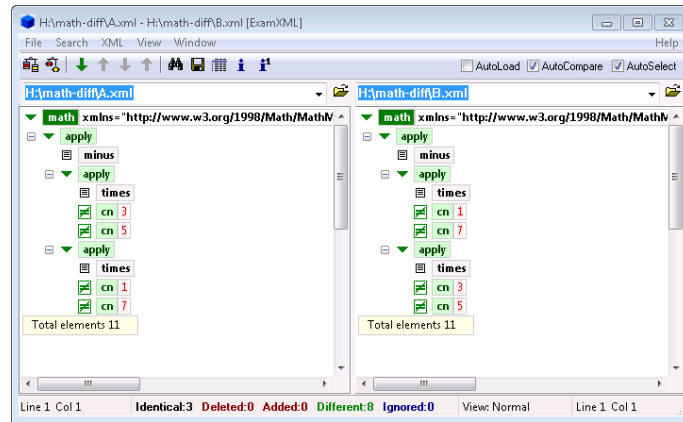 H:\math-diff\A.xml - H:\math-diff\B.xml [ExamXML]
File Search XML View Window Help
AutoLoad AutoCompare AutoSelect
H:\math-diff\A.xml
math xmlns="http://www.w3.org/1998/Math/MathM
apply
minus
apply
times
cn 3
cn 5
apply
times
cn 1
cn 7
Total elements 11
H:\math-diff\B.xml
math xmlns="http://www.w3.org/1998/Math/MathM
apply
minus
apply
times
cn 1
cn 7
apply
times
cn 3
cn 5
Total elements 11
Line 1 Col 1 Identical:3 Deleted:0 Added:0 Different:8 Ignored:0 View: Normal Line 1 Col 1